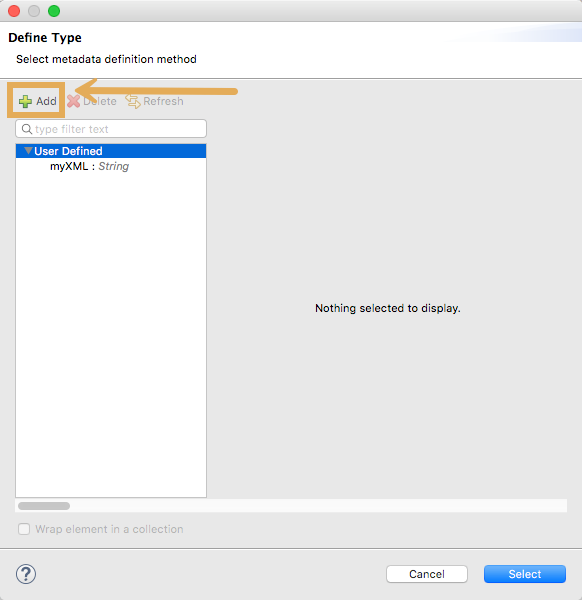 Define Type
Select metadata definition method
Add Delete Refresh
type filter text
User Defined
myXML : String
Nothing selected to display.
Wrap element in a collection
? Cancel Select